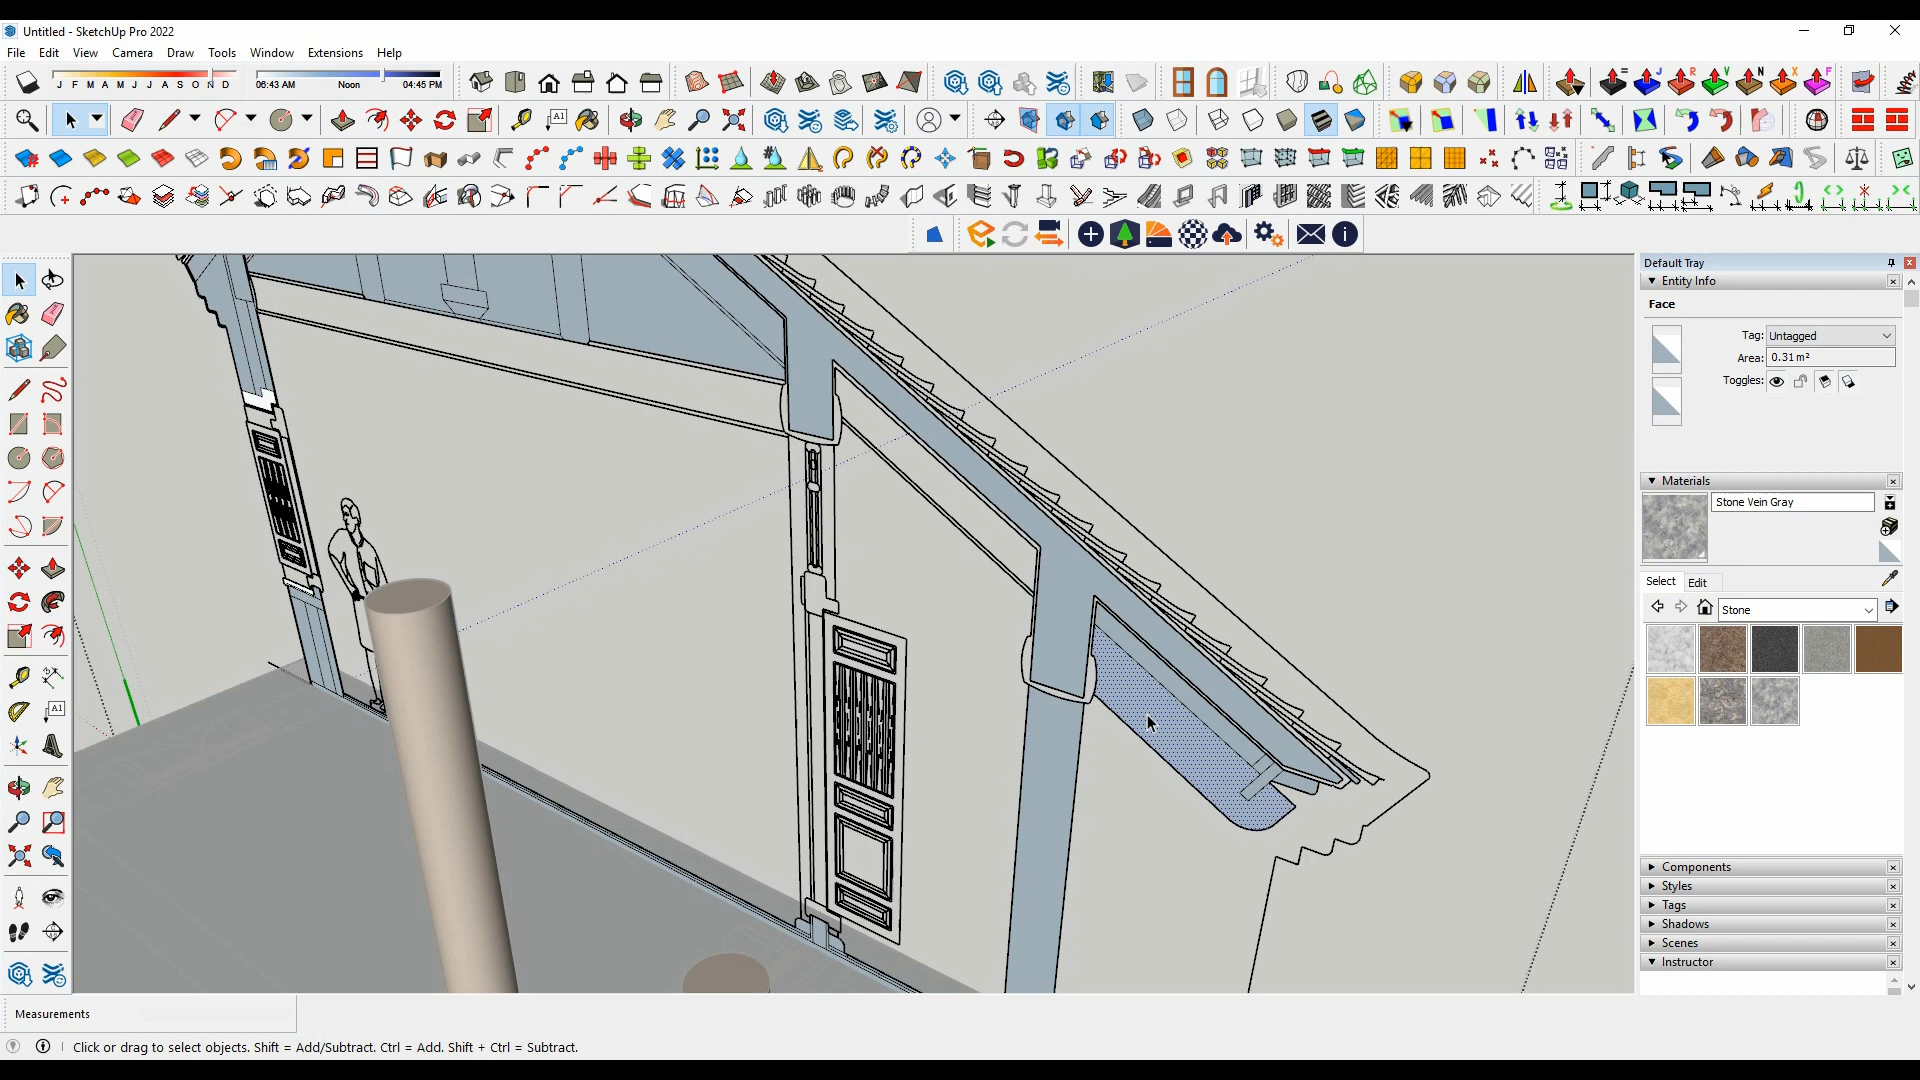 Untitled - SketchUp Pro 2022
File Edit View Camera Draw Tools Window Extensions Help
J F M A M J J A S O N D 06:43 AM Noon 04:45 PM
Default Tray
Entity Info
Face
Tag: Untagged
Area: 0.31 m²
Toggles:
Materials
Stone Vein Gray
Select Edit
Stone
Components
Styles
Tags
Shadows
Scenes
Instructor
Measurements
Click or drag to select objects. Shift = Add/Subtract. Ctrl = Add. Shift + Ctrl = Subtract.